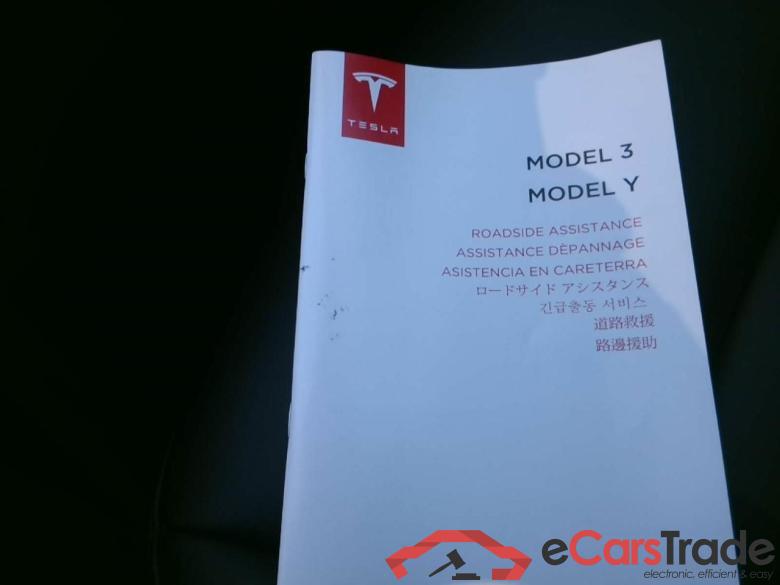 TESLA
MODEL 3
MODEL Y
ROADSIDE ASSISTANCE
ASSISTANCE DÈPANNAGE
ASISTENCIA EN CARETERRA
ロードサイド アシスタンス
긴급출동 서비스
道路救援
路邊援助
eCarsTrade
electronic, efficient & easy